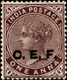 INDIA POSTAGE
C.E.F.
ONE ANNA